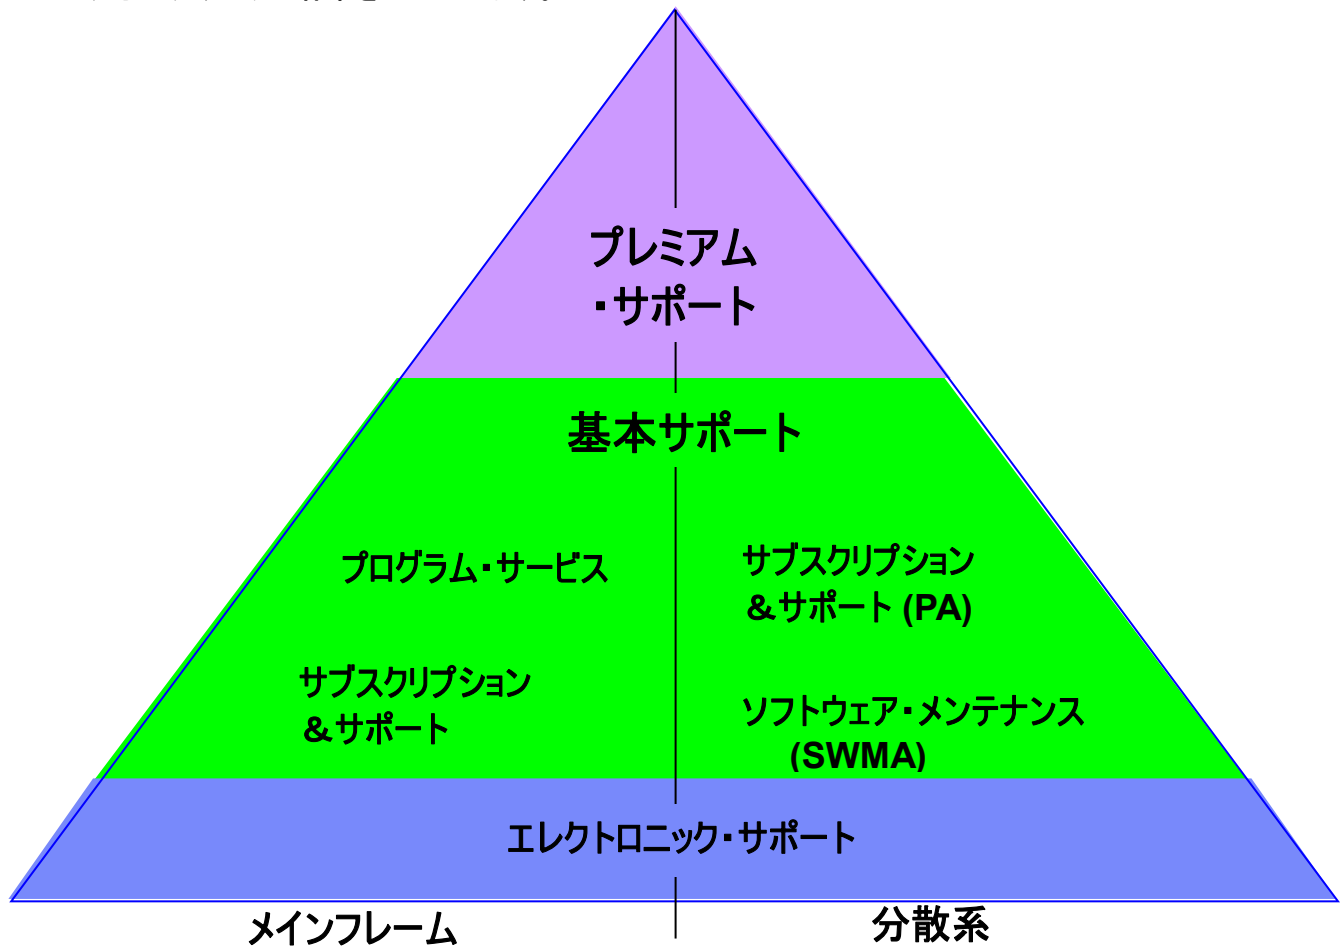 プレミアム
・サポート
基本サポート
プログラム・サービス
サブスクリプション
&サポート
サブスクリプション
&サポート (PA)
ソフトウェア・メンテナンス
(SWMA)
エレクトロニック・サポート
メインフレーム
分散系